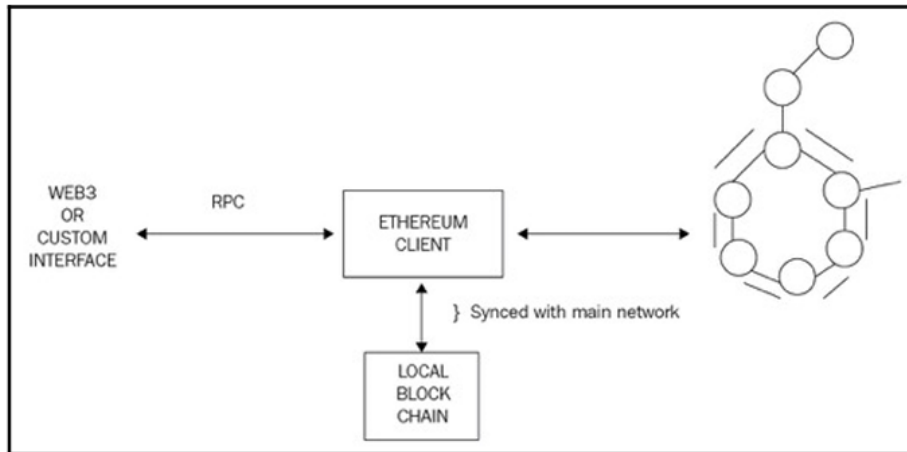 WEB3
OR
CUSTOM
INTERFACE
RPC
ETHEREUM
CLIENT
} Synced with main network
LOCAL
BLOCK
CHAIN